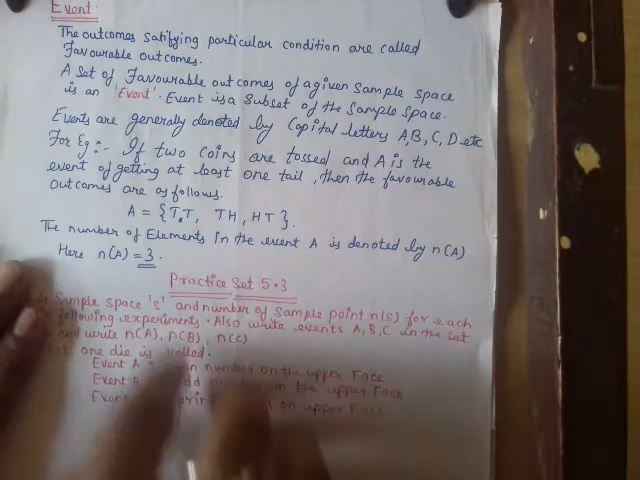 Event
The outcomes satifying particular condition are called
Favourable outcomes.
A set of Favourable outcomes of a given sample space
is an 'Event'. Event is a subset of the sample space.
Events are generally denoted by Capital letters A, B, C, D etc
For Eg :- If two coins are tossed and A is the
event of getting at least one tail, then the favourable
outcomes are as follows.
A = {T.T, TH, HT}.
The number of Elements in the event A is denoted by n(A)
Here n(A) = 3.
Practice Set 5.3
Sample space 's' and number of sample point n(s) for each
following experiments. Also write events A, B, C in the set
and write n(A), n(B), n(C)
one die is rolled.
Event A number on the upper Face
Event number on the upper Face
on upper Face